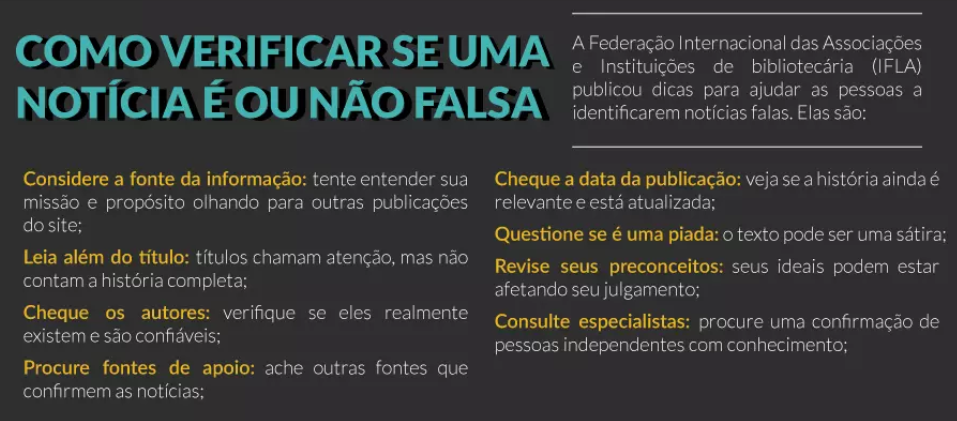 COMO VERIFICAR SE UMA
NOTÍCIA É OU NÃO FALSA
A Federação Internacional das Associações
e Instituições de bibliotecária (IFLA)
publicou dicas para ajudar as pessoas a
identificarem notícias falas. Elas são:
Considere a fonte da informação: tente entender sua
missão e propósito olhando para outras publicações
do site;
Leia além do título: títulos chamam atenção, mas não
contam a história completa;
Cheque os autores: verifique se eles realmente
existem e são confiáveis;
Procure fontes de apoio: ache outras fontes que
confirmem as notícias;
Cheque a data da publicação: veja se a história ainda é
relevante e está atualizada;
Questione se é uma piada: o texto pode ser uma sátira;
Revise seus preconceitos: seus ideais podem estar
afetando seu julgamento;
Consulte especialistas: procure uma confirmação de
pessoas independentes com conhecimento;